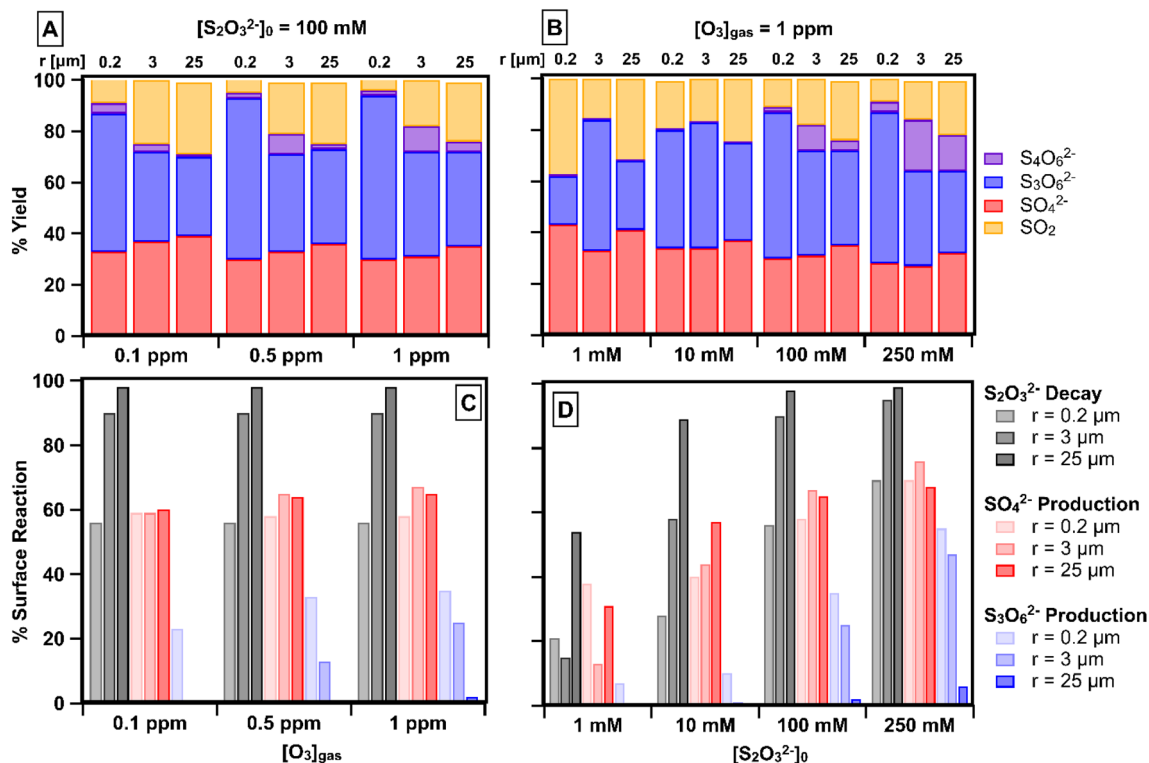 A
[S₂O₃²⁻]₀ = 100 mM
r [µm] 0.2 3 25 0.2 3 25 0.2 3 25
% Yield
100
80
60
40
20
0
0.1 ppm 0.5 ppm 1 ppm
B
[O₃]gas = 1 ppm
r [µm]
0.2 3 25 0.2 3 25 0.2 3 25 0.2 3 25
1 mM 10 mM 100 mM 250 mM
S₄O₆²⁻
S₃O₆²⁻
SO₄²⁻
SO₂
C
% Surface Reaction
100
80
60
40
20
0
0.1 ppm 0.5 ppm 1 ppm
[O₃]gas
D
1 mM 10 mM 100 mM 250 mM
[S₂O₃²⁻]₀
S₂O₃²⁻ Decay
r = 0.2 µm
r = 3 µm
r = 25 µm
SO₄²⁻ Production
r = 0.2 µm
r = 3 µm
r = 25 µm
S₃O₆²⁻ Production
r = 0.2 µm
r = 3 µm
r = 25 µm